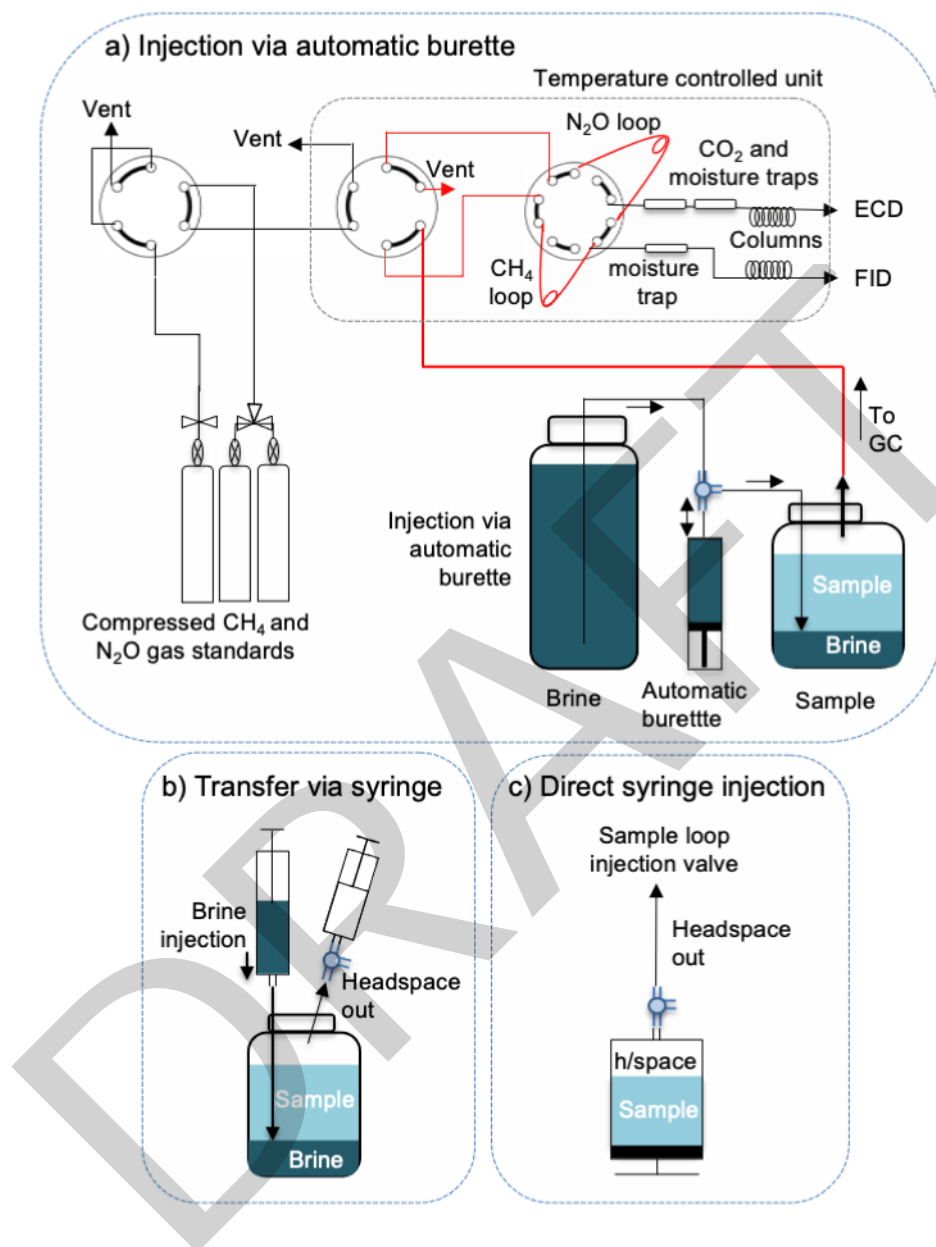 a) Injection via automatic burette
Temperature controlled unit
Vent
Vent
N₂O loop
Vent
CO₂ and
moisture traps
ECD
Columns
CH₄
loop
moisture
trap
FID
To
GC
Injection via
automatic
burette
Sample
Brine
Compressed CH₄ and
N₂O gas standards
Brine
Automatic
burettte
Sample
b) Transfer via syringe
Brine
injection
Headspace
out
Sample
Brine
c) Direct syringe injection
Sample loop
injection valve
Headspace
out
h/space
Sample
DRAFT